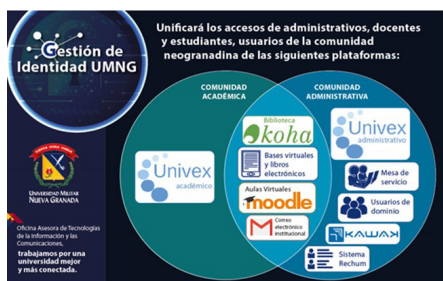 Gestión de
Identidad UMNG
Unificará los accesos de administrativos, docentes
y estudiantes, usuarios de la comunidad
neogranadina de las siguientes plataformas:
COMUNIDAD
ACADÉMICA
COMUNIDAD
ADMINISTRATIVA
Univex
académico
Biblioteca
koha
Bases virtuales
y libros
electrónicos
Aulas Virtuales
moodle
Correo
electrónico
institucional
Univex
administrativo
Mesa de
servicio
Usuarios de
dominio
KAWAK
Sistema
Rechum
UNIVERSIDAD MILITAR
NUEVA GRANADA
Oficina Asesora de Tecnologías
de la Información y las
Comunicaciones,
trabajamos por una
universidad mejor
y más conectada.